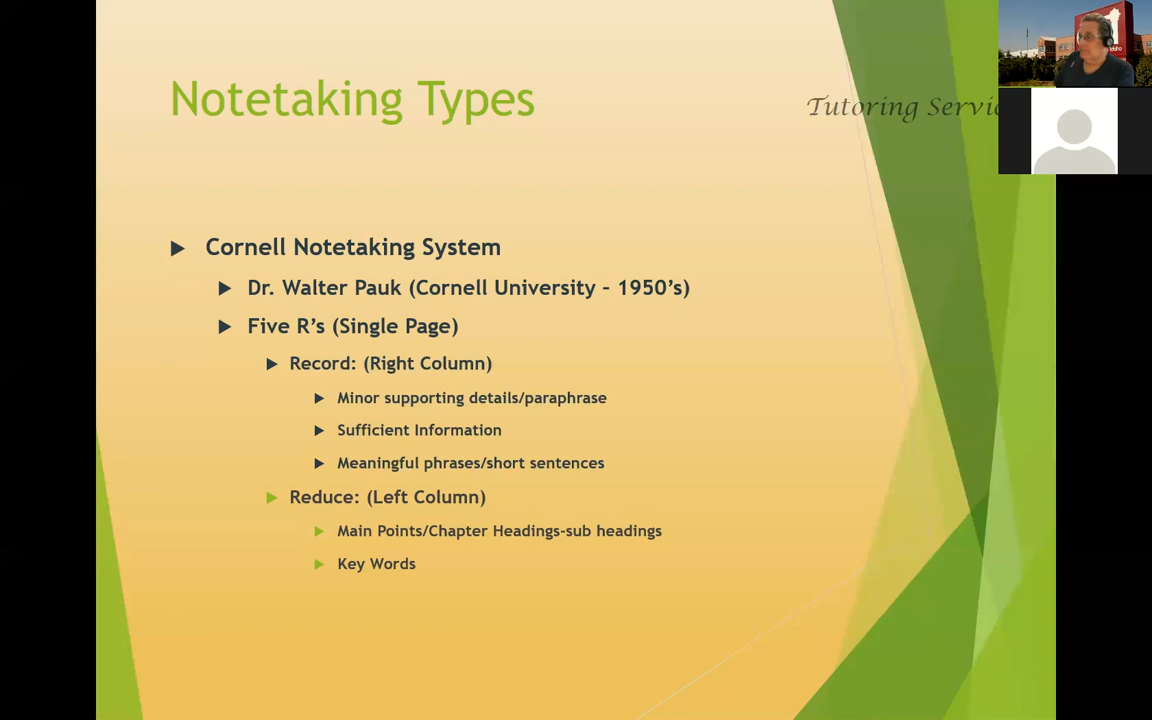 Notetaking Types
Tutoring
Cornell Notetaking System
Dr. Walter Pauk (Cornell University – 1950’s)
Five R’s (Single Page)
Record: (Right Column)
Minor supporting details/paraphrase
Sufficient Information
Meaningful phrases/short sentences
Reduce: (Left Column)
Main Points/Chapter Headings-sub headings
Key Words